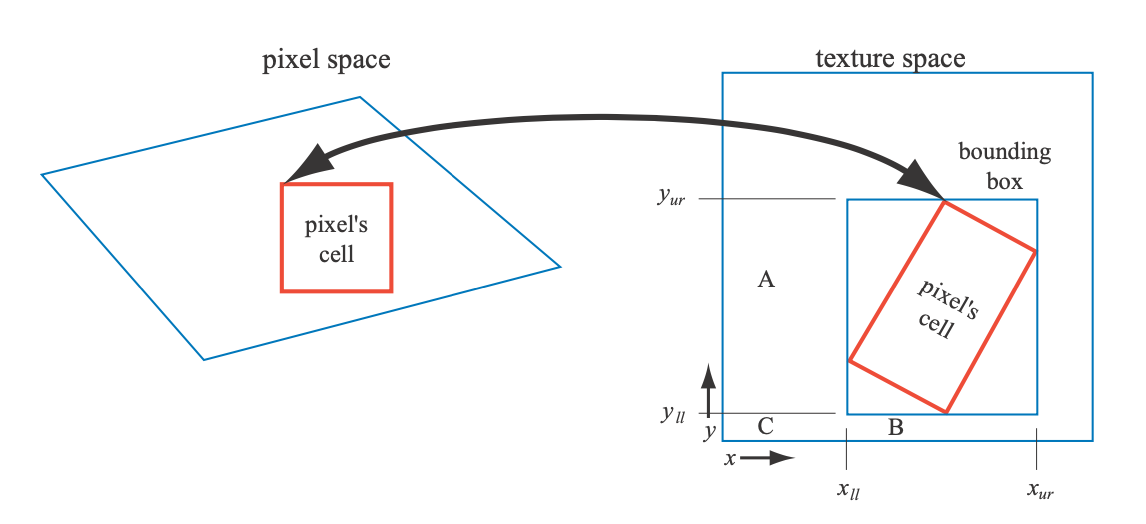 pixel space
texture space
bounding
box
y_ur
pixel's
cell
A
pixel's
cell
y_ll
y
C
B
x
x_ll
x_ur